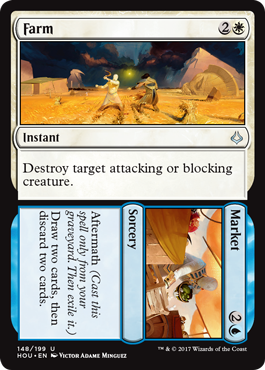 Farm 2
Instant
Destroy target attacking or blocking
creature.
Market 2
Sorcery
Aftermath (Cast this
spell only from your
graveyard. Then exile it.)
Draw two cards, then
discard two cards.
148/199 U
HOU • EN VICTOR ADAME MINGUEZ
™ & © 2017 Wizards of the Coast